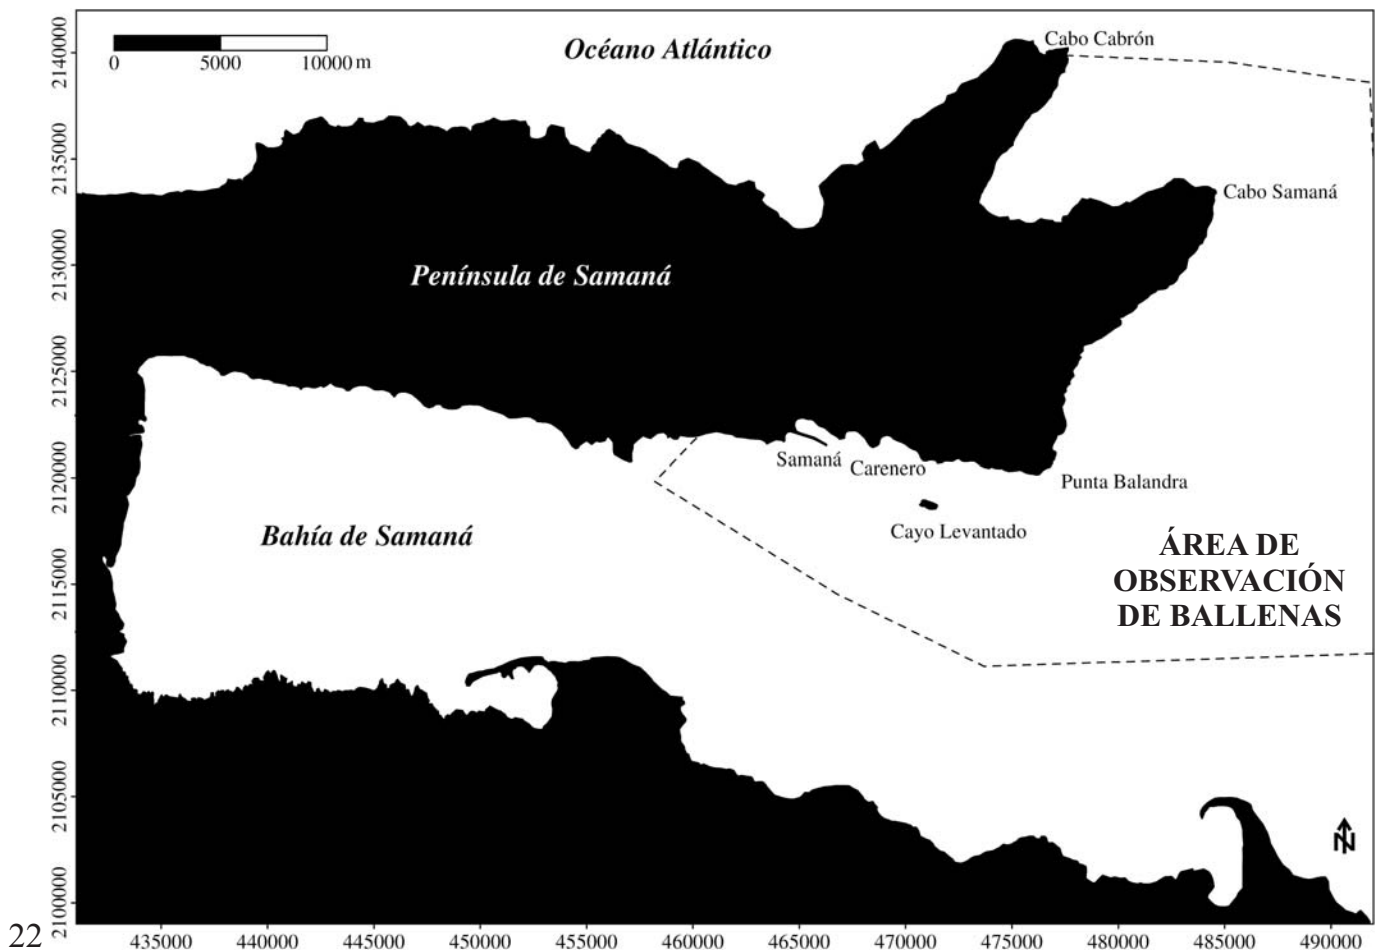 Océano Atlántico
Cabo Cabrón
0 5000 10000 m
Cabo Samaná
Península de Samaná
Samaná
Carenero
Punta Balandra
Cayo Levantado
Bahía de Samaná
ÁREA DE
OBSERVACIÓN
DE BALLENAS
N
2140000
2135000
2130000
2125000
2120000
2115000
2110000
2105000
2100000
435000 440000 445000 450000 455000 460000 465000 470000 475000 480000 485000 490000
22